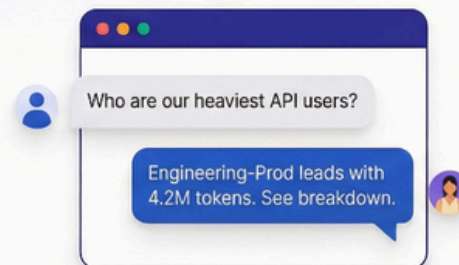 Who are our heaviest API users?
Engineering-Prod leads with
4.2M tokens. See breakdown.